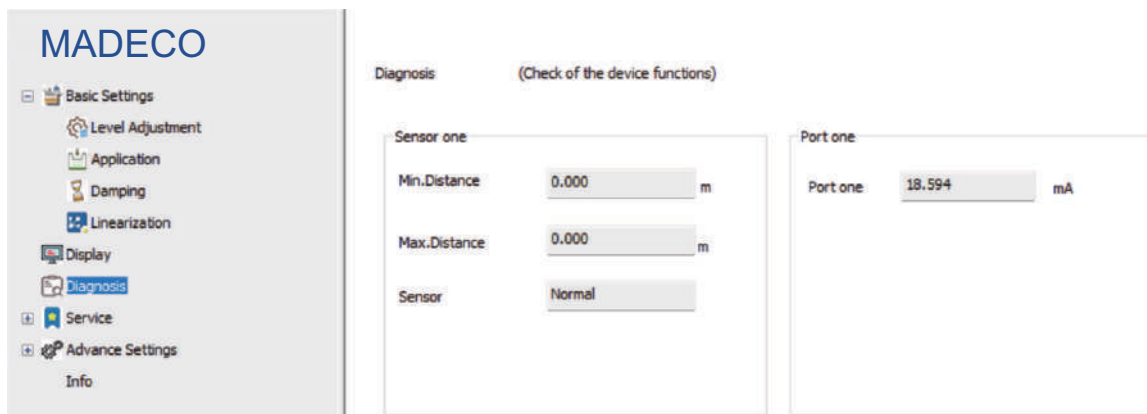 MADECO
Basic Settings
Level Adjustment
Application
Damping
Linearization
Display
Diagnosis
Service
Advance Settings
Info
Diagnosis (Check of the device functions)
Sensor one
Min.Distance 0.000 m
Max.Distance 0.000 m
Sensor Normal
Port one
Port one 18.594 mA